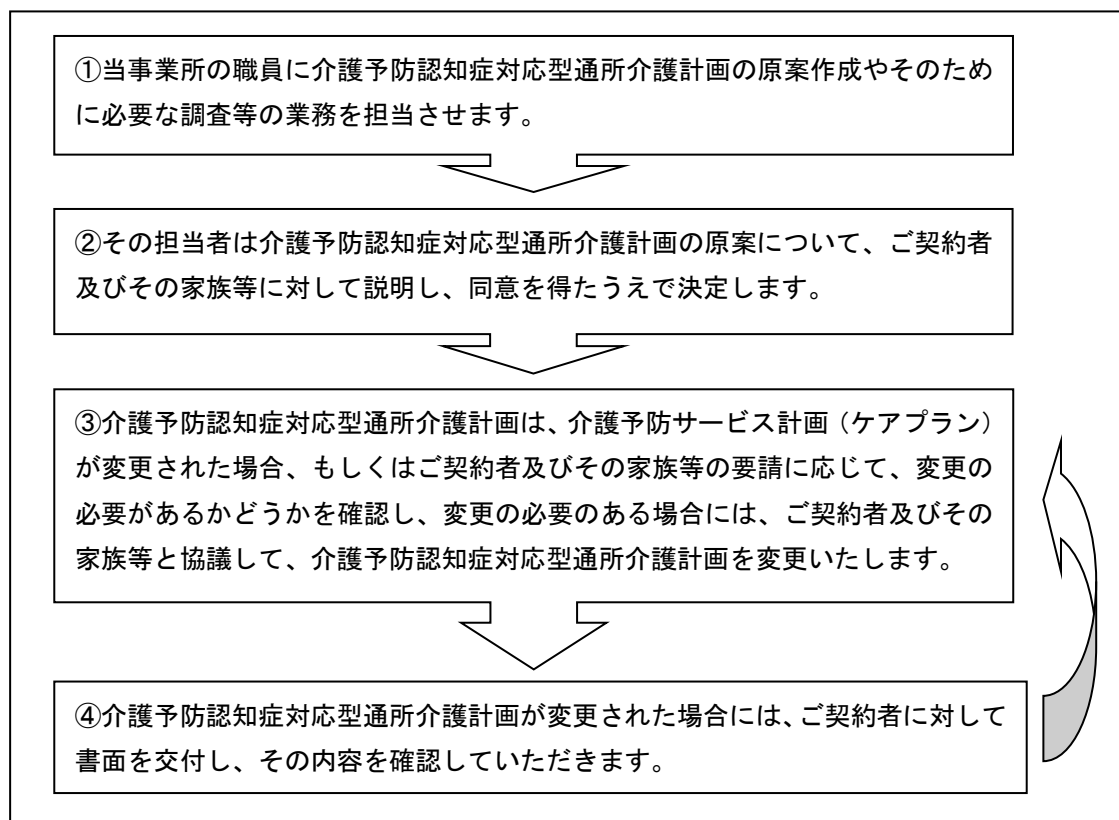 ①当事業所の職員に介護予防認知症対応型通所介護計画の原案作成やそのため
に必要な調査等の業務を担当させます。
②その担当者は介護予防認知症対応型通所介護計画の原案について、ご契約者
及びその家族等に対して説明し、同意を得たうえで決定します。
③介護予防認知症対応型通所介護計画は、介護予防サービス計画（ケアプラン）
が変更された場合、もしくはご契約者及びその家族等の要請に応じて、変更の
必要があるかどうかを確認し、変更の必要のある場合には、ご契約者及びその
家族等と協議して、介護予防認知症対応型通所介護計画を変更いたします。
④介護予防認知症対応型通所介護計画が変更された場合には、ご契約者に対して
書面を交付し、その内容を確認していただきます。